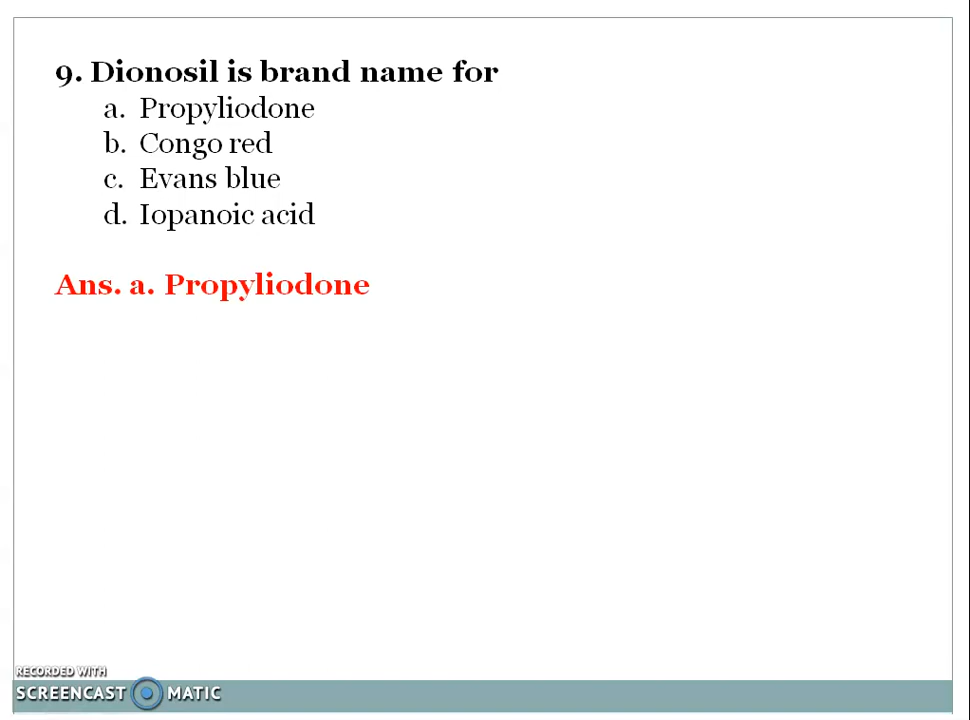 9. Dionosil is brand name for
a. Propyliodone
b. Congo red
c. Evans blue
d. Iopanoic acid
Ans. a. Propyliodone
RECORDED WITH
SCREENCAST MATIC